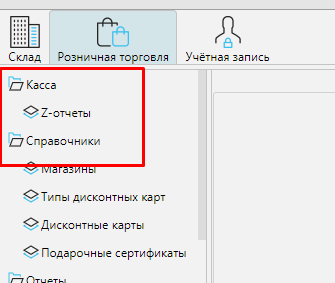 Склад Розничная торговля Учётная запись
Касса
Z-отчеты
Справочники
Магазины
Типы дисконтных карт
Дисконтные карты
Подарочные сертификаты
Отчеты